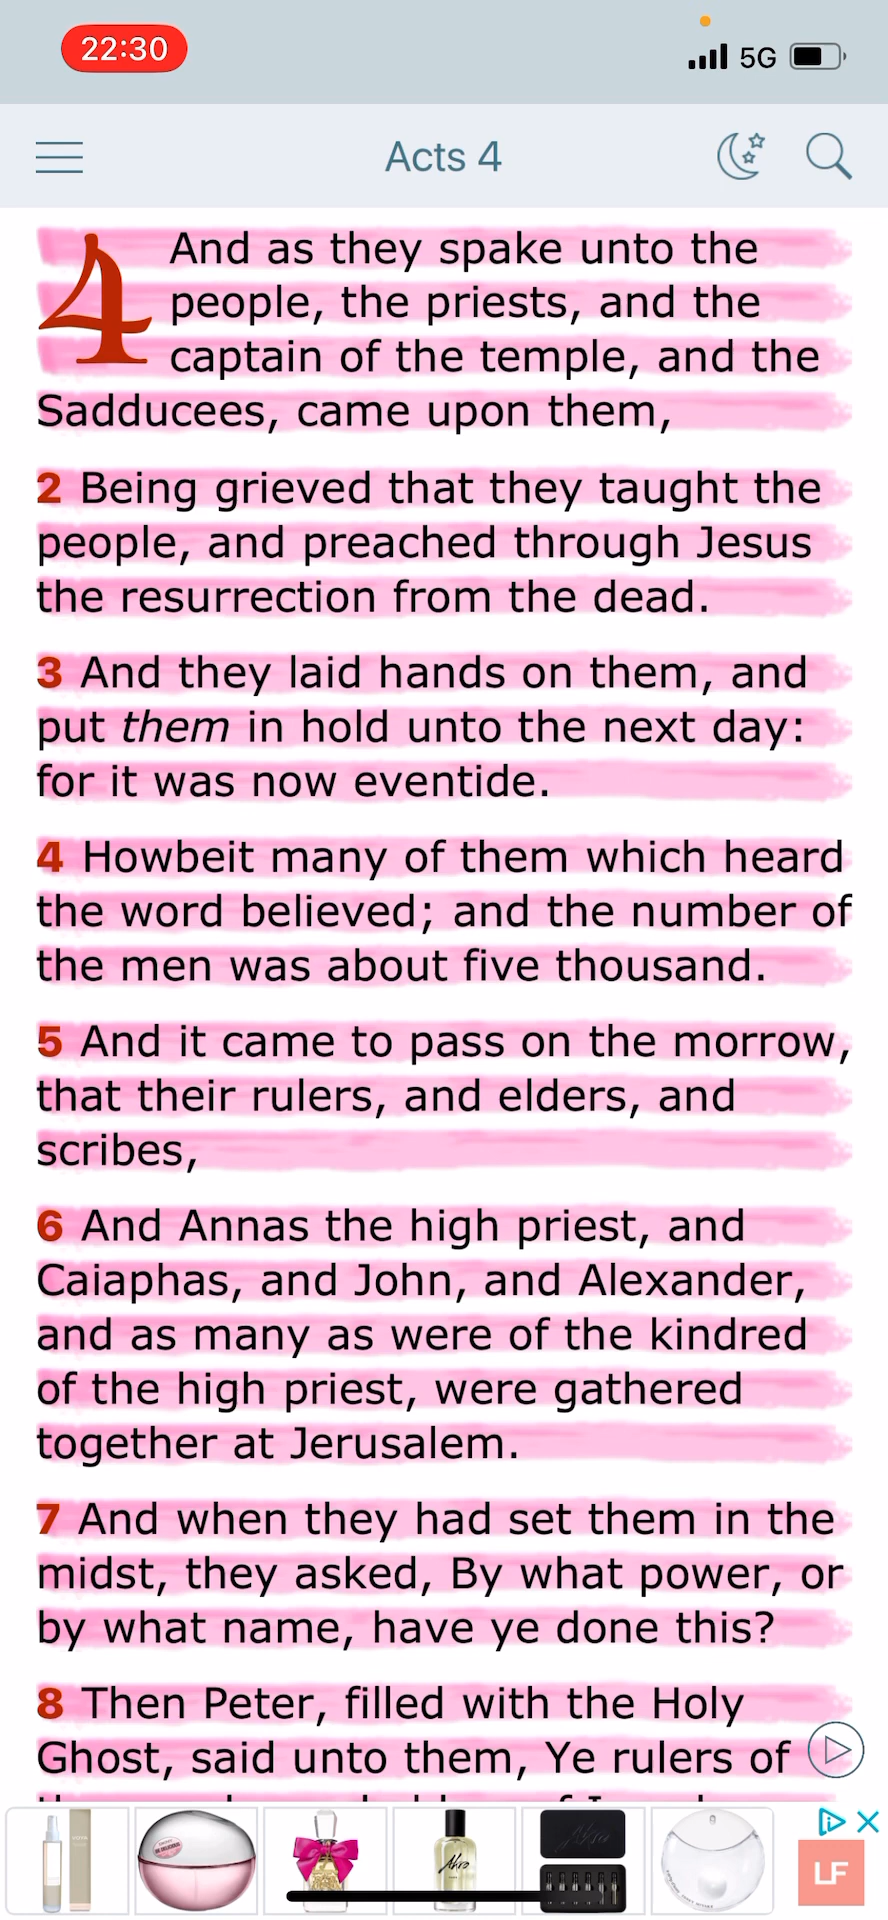 22:30
5G
Acts 4
4 And as they spake unto the
people, the priests, and the
captain of the temple, and the
Sadducees, came upon them,
2 Being grieved that they taught the
people, and preached through Jesus
the resurrection from the dead.
3 And they laid hands on them, and
put them in hold unto the next day:
for it was now eventide.
4 Howbeit many of them which heard
the word believed; and the number of
the men was about five thousand.
5 And it came to pass on the morrow,
that their rulers, and elders, and
scribes,
6 And Annas the high priest, and
Caiaphas, and John, and Alexander,
and as many as were of the kindred
of the high priest, were gathered
together at Jerusalem.
7 And when they had set them in the
midst, they asked, By what power, or
by what name, have ye done this?
8 Then Peter, filled with the Holy
Ghost, said unto them, Ye rulers of
Akro
LF